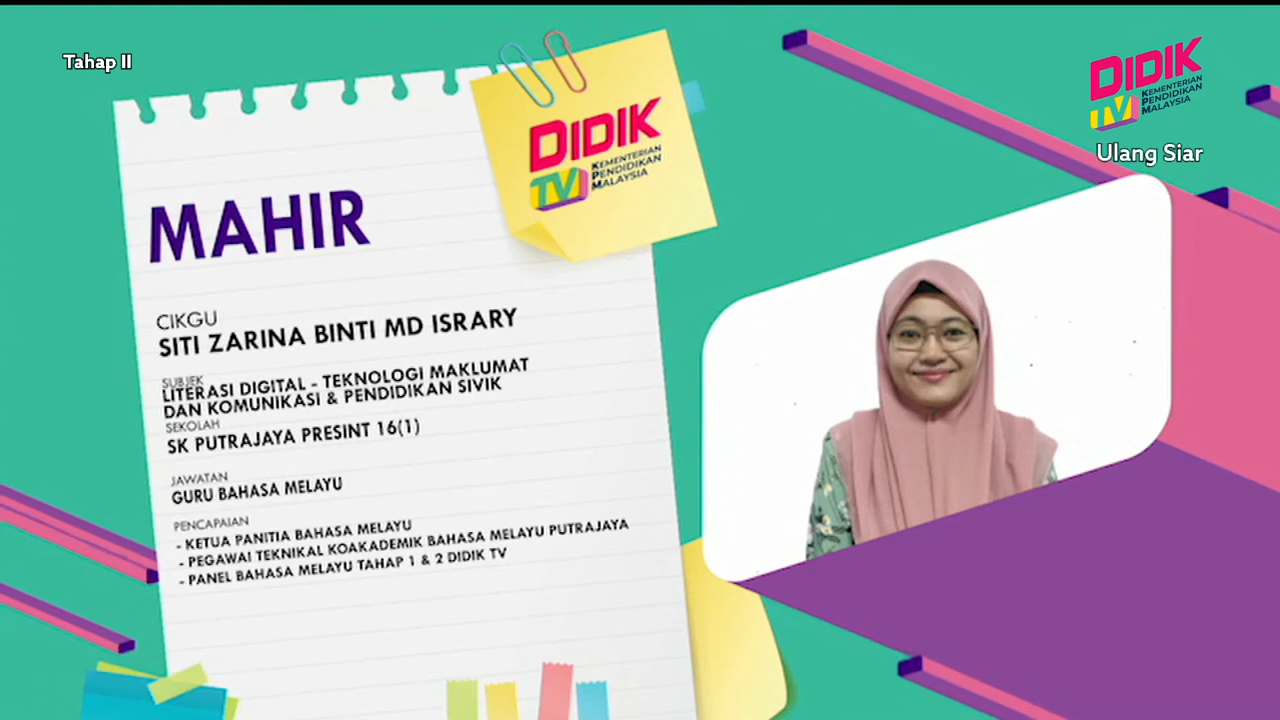 Tahap II
DIDIK
TV KEMENTERIAN
PENDIDIKAN
MALAYSIA
Ulang Siar
DIDIK
TV KEMENTERIAN
PENDIDIKAN
MALAYSIA
MAHIR
CIKGU
SITI ZARINA BINTI MD ISRARY
SUBJEK
LITERASI DIGITAL - TEKNOLOGI MAKLUMAT
DAN KOMUNIKASI & PENDIDIKAN SIVIK
SEKOLAH
SK PUTRAJAYA PRESINT 16(1)
JAWATAN
GURU BAHASA MELAYU
PENCAPAIAN
- KETUA PANITIA BAHASA MELAYU
- PEGAWAI TEKNIKAL KOAKADEMIK BAHASA MELAYU PUTRAJAYA
- PANEL BAHASA MELAYU TAHAP 1 & 2 DIDIK TV